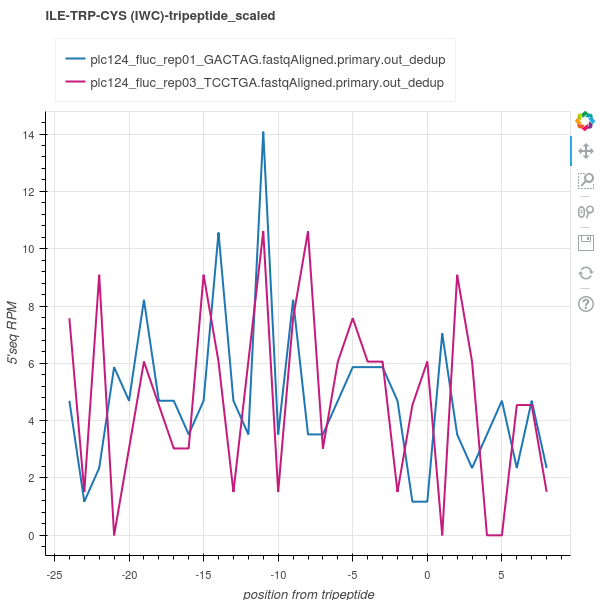 ILE-TRP-CYS (IWC)-tripeptide_scaled
plc124_fluc_rep01_GACTAG.fastqAligned.primary.out_dedup
plc124_fluc_rep03_TCCTGA.fastqAligned.primary.out_dedup
14
12
10
8
6
4
2
0
5'seq RPM
-25 -20 -15 -10 -5 0 5
position from tripeptide